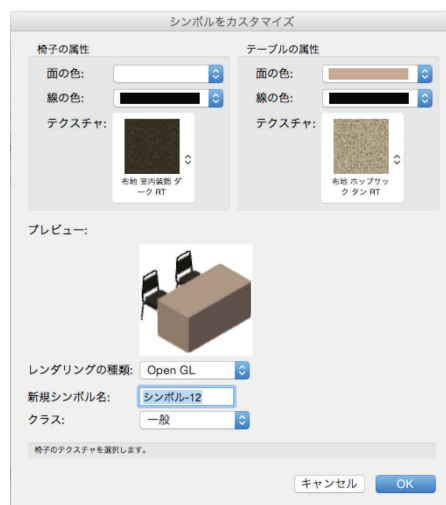 シンボルをカスタマイズ
椅子の属性
面の色:
線の色:
テクスチャ:
布地 室内装飾 ダ
ーク RT
テーブルの属性
面の色:
線の色:
テクスチャ:
布地 ホップサッ
ク タン RT
プレビュー:
レンダリングの種類: Open GL
新規シンボル名: シンボル-12
クラス: 一般
椅子のテクスチャを選択します。
キャンセル OK